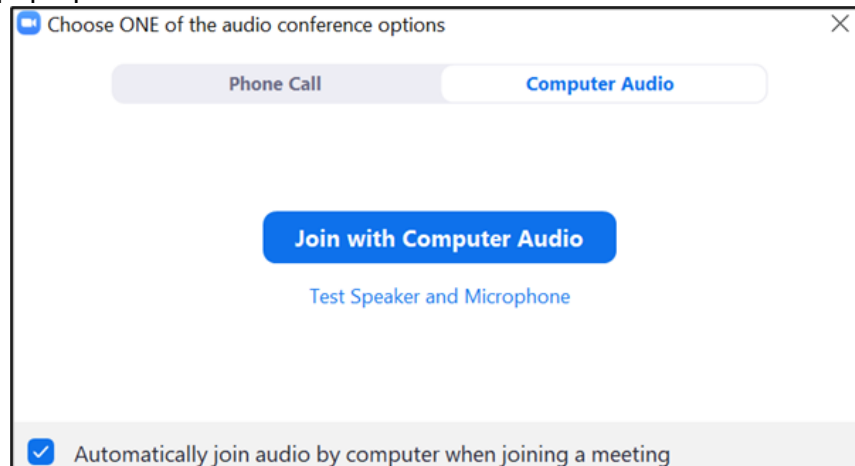 Choose ONE of the audio conference options
Phone Call Computer Audio
Join with Computer Audio
Test Speaker and Microphone
Automatically join audio by computer when joining a meeting